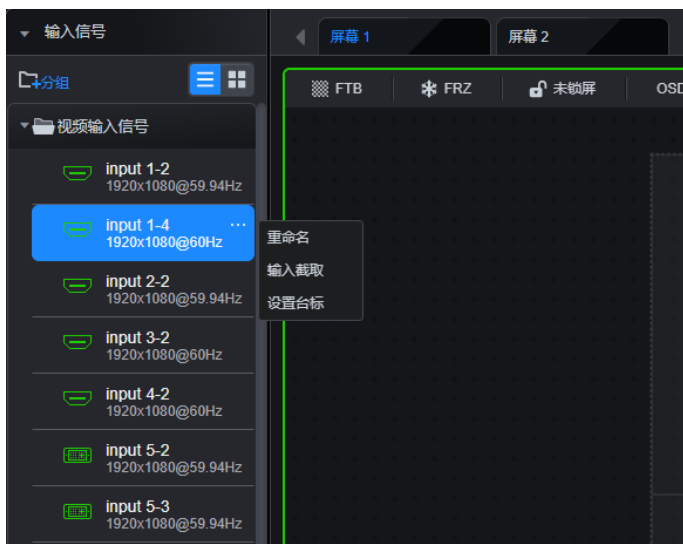 输入信号
屏幕 1
屏幕 2
分组
FTB
FRZ
未锁屏
OSD
视频输入信号
input 1-2
1920x1080@59.94Hz
input 1-4
1920x1080@60Hz
重命名
输入截取
设置台标
input 2-2
1920x1080@59.94Hz
input 3-2
1920x1080@60Hz
input 4-2
1920x1080@60Hz
input 5-2
1920x1080@59.94Hz
input 5-3
1920x1080@59.94Hz